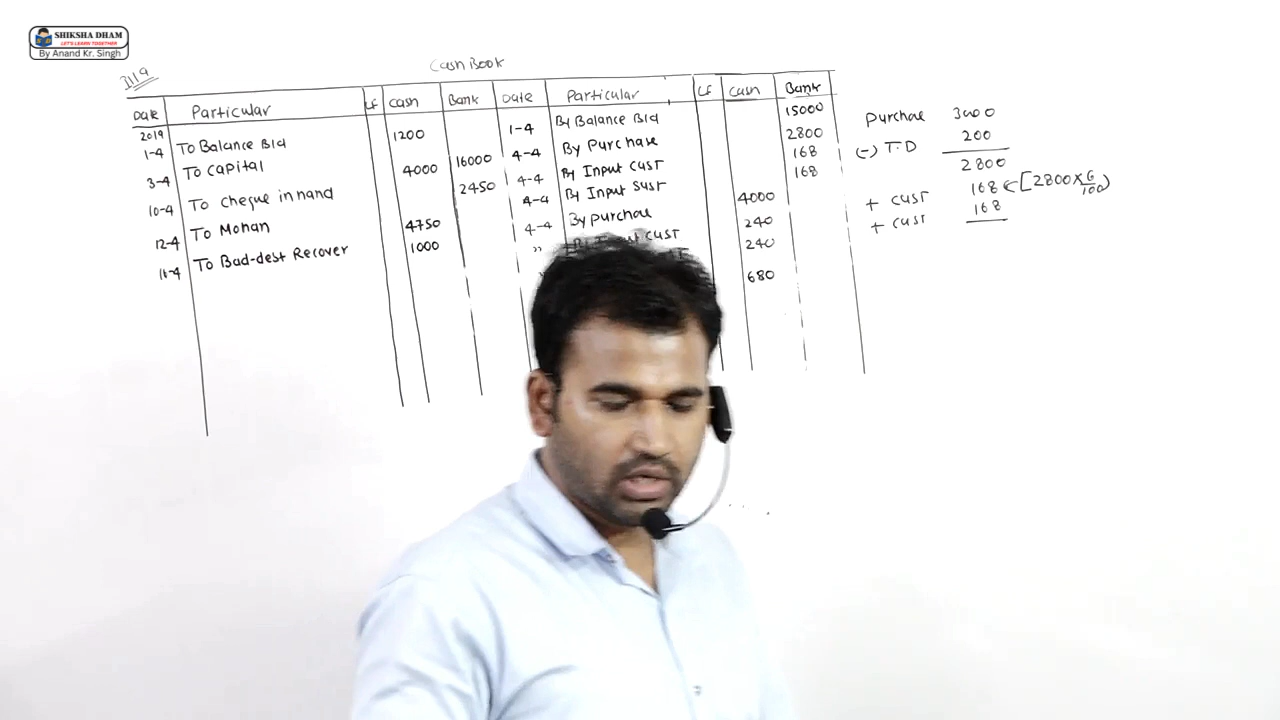 SHIKSHA DHAM
LET'S LEARN TOGETHER
By Anand Kr. Singh
Cash Book
Date Particular LF Cash Bank Date Particular LF Cash Bank
2019
1-4 To Balance B/d 1200 1-4 By Balance B/d 15000
3-4 To Capital 4000 16000 4-4 By Purchase 2800
10-4 To Cheque in hand 2450 4-4 By Input CGST 168
12-4 To Mohan 4750 4-4 By Input SGST 168
To Bad-dest Recover 1000 4-4 By purchase 4000
" CGST 240
240
680
purchase 3000
(-) T.D 200
2800
+ CGST 168 [2800×6/100)
+ CGST 168